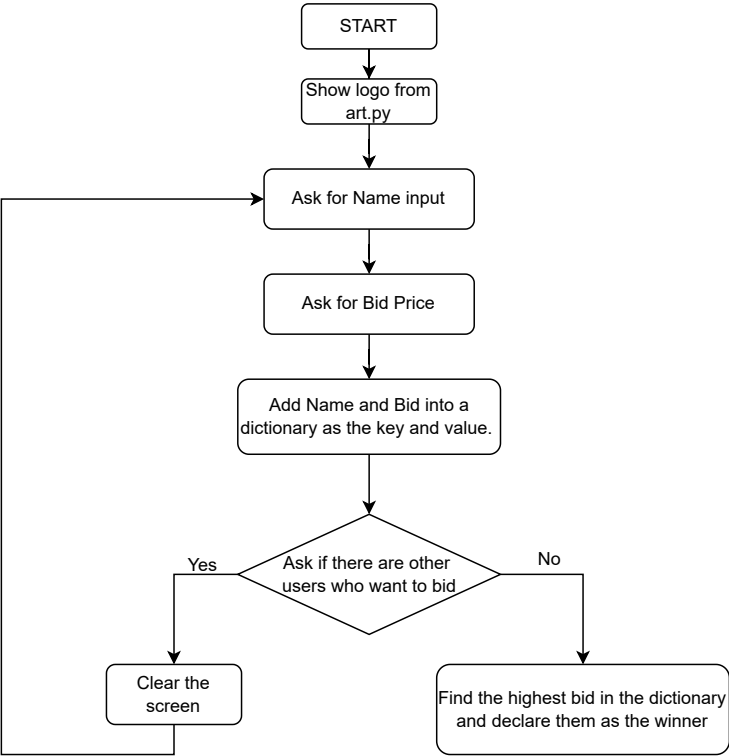 START
Show logo from
art.py
Ask for Name input
Ask for Bid Price
Add Name and Bid into a
dictionary as the key and value.
Ask if there are other
users who want to bid
Yes
No
Clear the
screen
Find the highest bid in the dictionary
and declare them as the winner